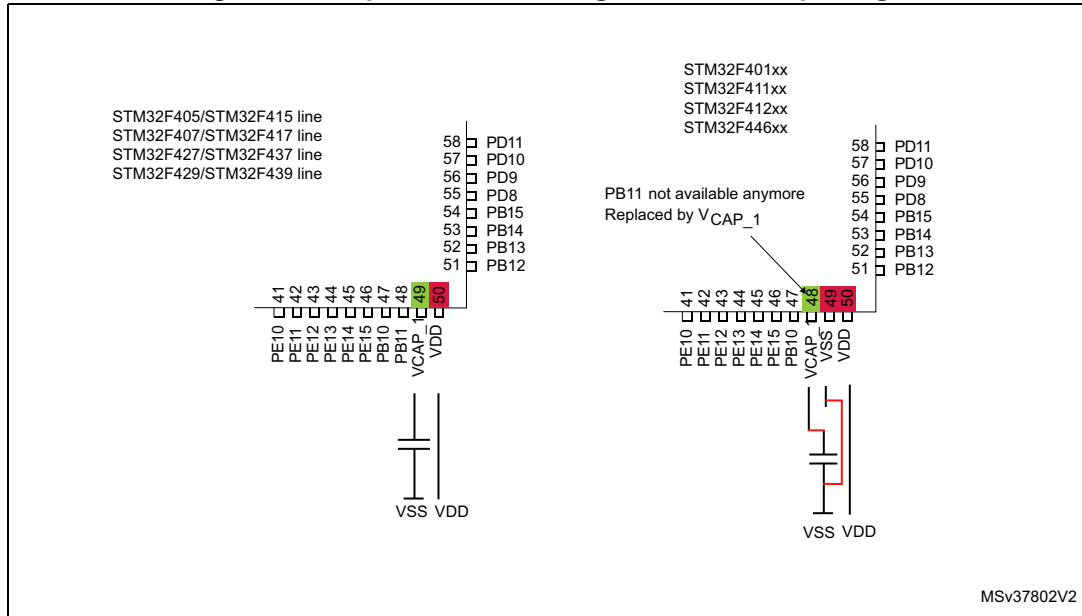 STM32F405/STM32F415 line
STM32F407/STM32F417 line
STM32F427/STM32F437 line
STM32F429/STM32F439 line
58 PD11
57 PD10
56 PD9
55 PD8
54 PB15
53 PB14
52 PB13
51 PB12
41 42 43 44 45 46 47 48 49 50
PE10 PE11 PE12 PE13 PE14 PE15 PB10 PB11 VCAP_1 VDD
VSS VDD
STM32F401xx
STM32F411xx
STM32F412xx
STM32F446xx
PB11 not available anymore
Replaced by VCAP_1
58 PD11
57 PD10
56 PD9
55 PD8
54 PB15
53 PB14
52 PB13
51 PB12
41 42 43 44 45 46 47 48 49 50
PE10 PE11 PE12 PE13 PE14 PE15 PB10 VCAP_1 VSS VDD
VSS VDD
MSv37802V2